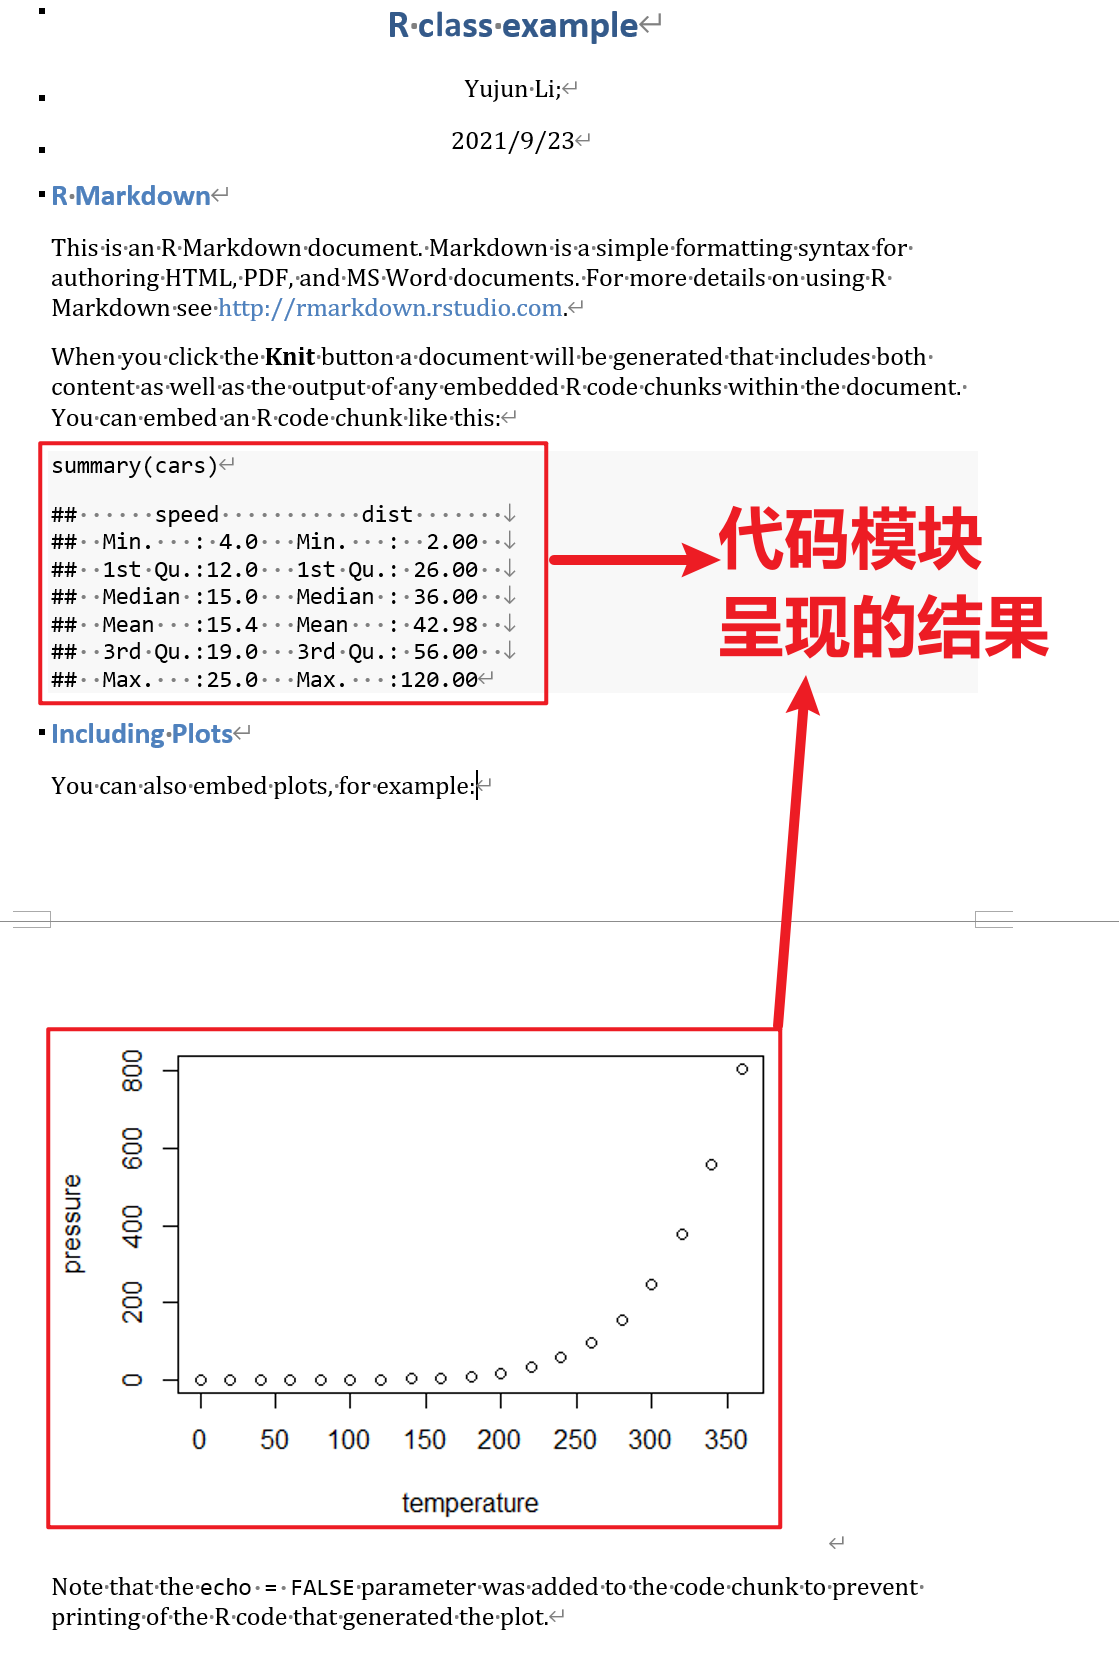 R class example
Yujun Li;
2021/9/23
R Markdown
This is an R Markdown document. Markdown is a simple formatting syntax for
authoring HTML, PDF, and MS Word documents. For more details on using R
Markdown see http://rmarkdown.rstudio.com.
When you click the Knit button a document will be generated that includes both
content as well as the output of any embedded R code chunks within the document.
You can embed an R code chunk like this:
summary(cars)
##      speed           dist
##  Min.   : 4.0   Min.   :  2.00
##  1st Qu.:12.0   1st Qu.: 26.00
##  Median :15.0   Median : 36.00
##  Mean   :15.4   Mean   : 42.98
##  3rd Qu.:19.0   3rd Qu.: 56.00
##  Max.   :25.0   Max.   :120.00
代码模块
呈现的结果
Including Plots
You can also embed plots, for example:
800
600
400
200
0
pressure
0 50 100 150 200 250 300 350
temperature
Note that the echo = FALSE parameter was added to the code chunk to prevent
printing of the R code that generated the plot.